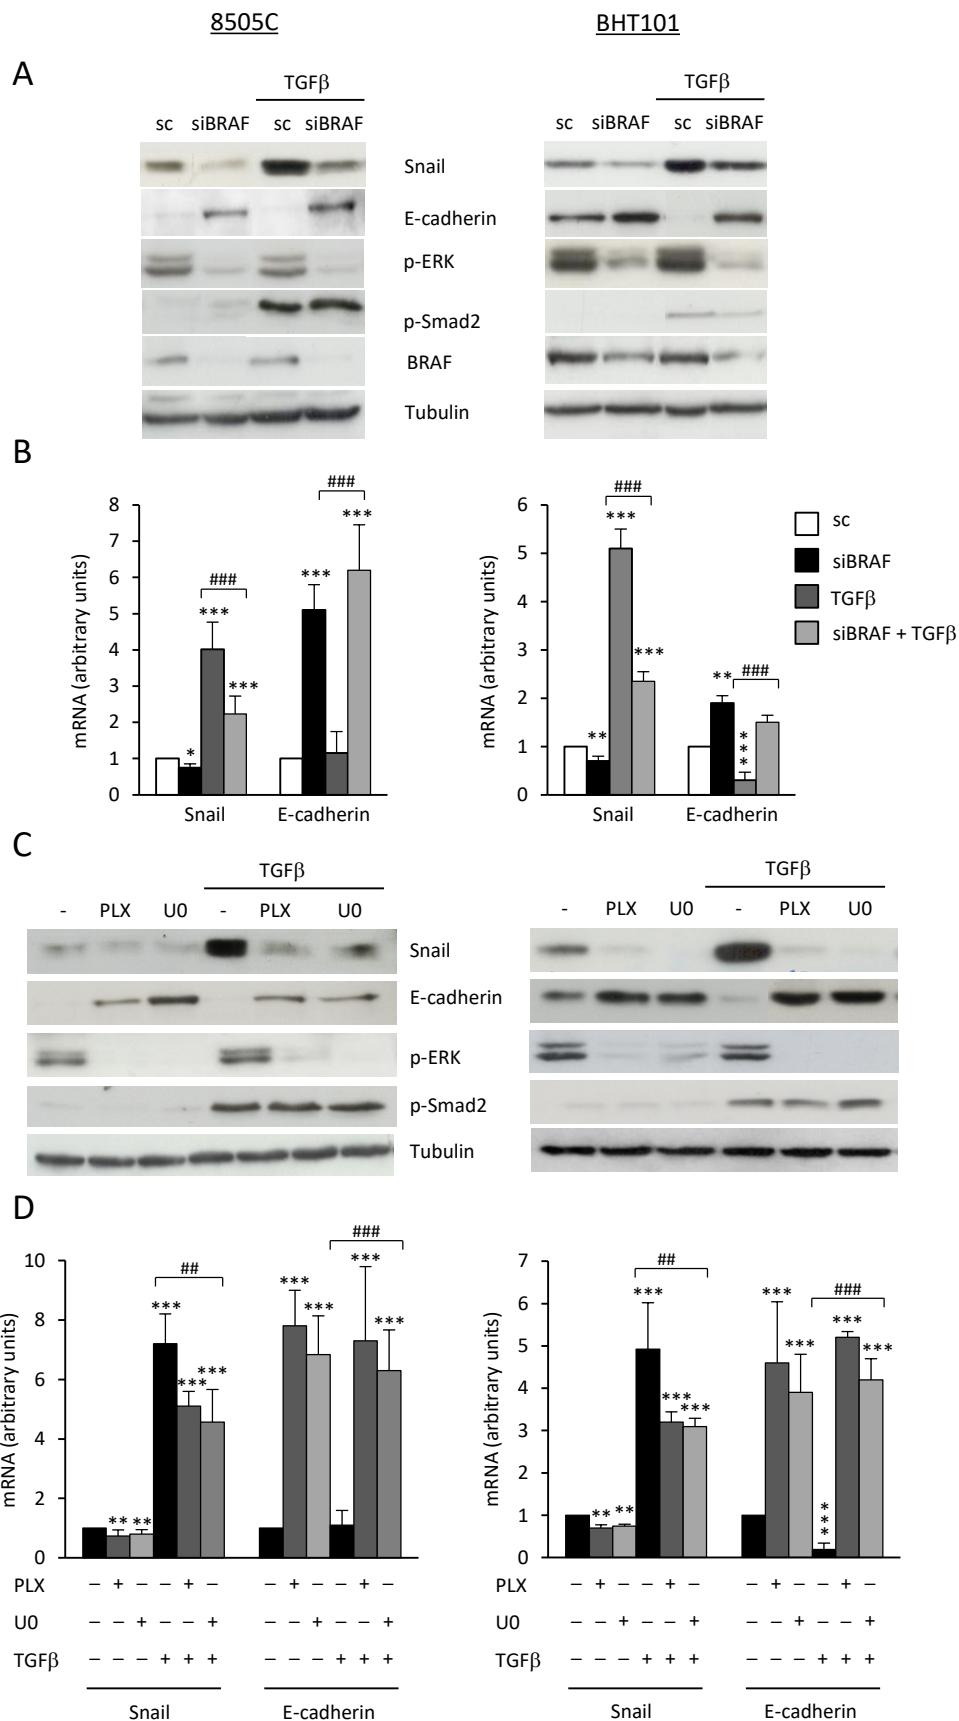 8505C BHT101
A
TGFβ TGFβ
sc siBRAF sc siBRAF sc siBRAF sc siBRAF
Snail
E-cadherin
p-ERK
p-Smad2
BRAF
Tubulin
B
mRNA (arbitrary units)
8
7
6
5
4
3
2
1
0
* *** *** ###
*** *** ###
Snail E-cadherin
mRNA (arbitrary units)
6
5
4
3
2
1
0
** *** *** ###
** *** ###
Snail E-cadherin
sc
siBRAF
TGFβ
siBRAF + TGFβ
C
TGFβ TGFβ
- PLX U0 - PLX U0 - PLX U0 - PLX U0
Snail
E-cadherin
p-ERK
p-Smad2
Tubulin
D
mRNA (arbitrary units)
10
8
6
4
2
0
** ** *** *** *** ##
*** *** *** *** ###
PLX – + – – + – – + – – + –
U0 – – + – – + – – + – – +
TGFβ – – – + + + – – – + + +
Snail E-cadherin
mRNA (arbitrary units)
7
6
5
4
3
2
1
0
** ** *** *** *** ##
*** *** *** *** *** ###
PLX – + – – + – – + – – + –
U0 – – + – – + – – + – – +
TGFβ – – – + + + – – – + + +
Snail E-cadherin